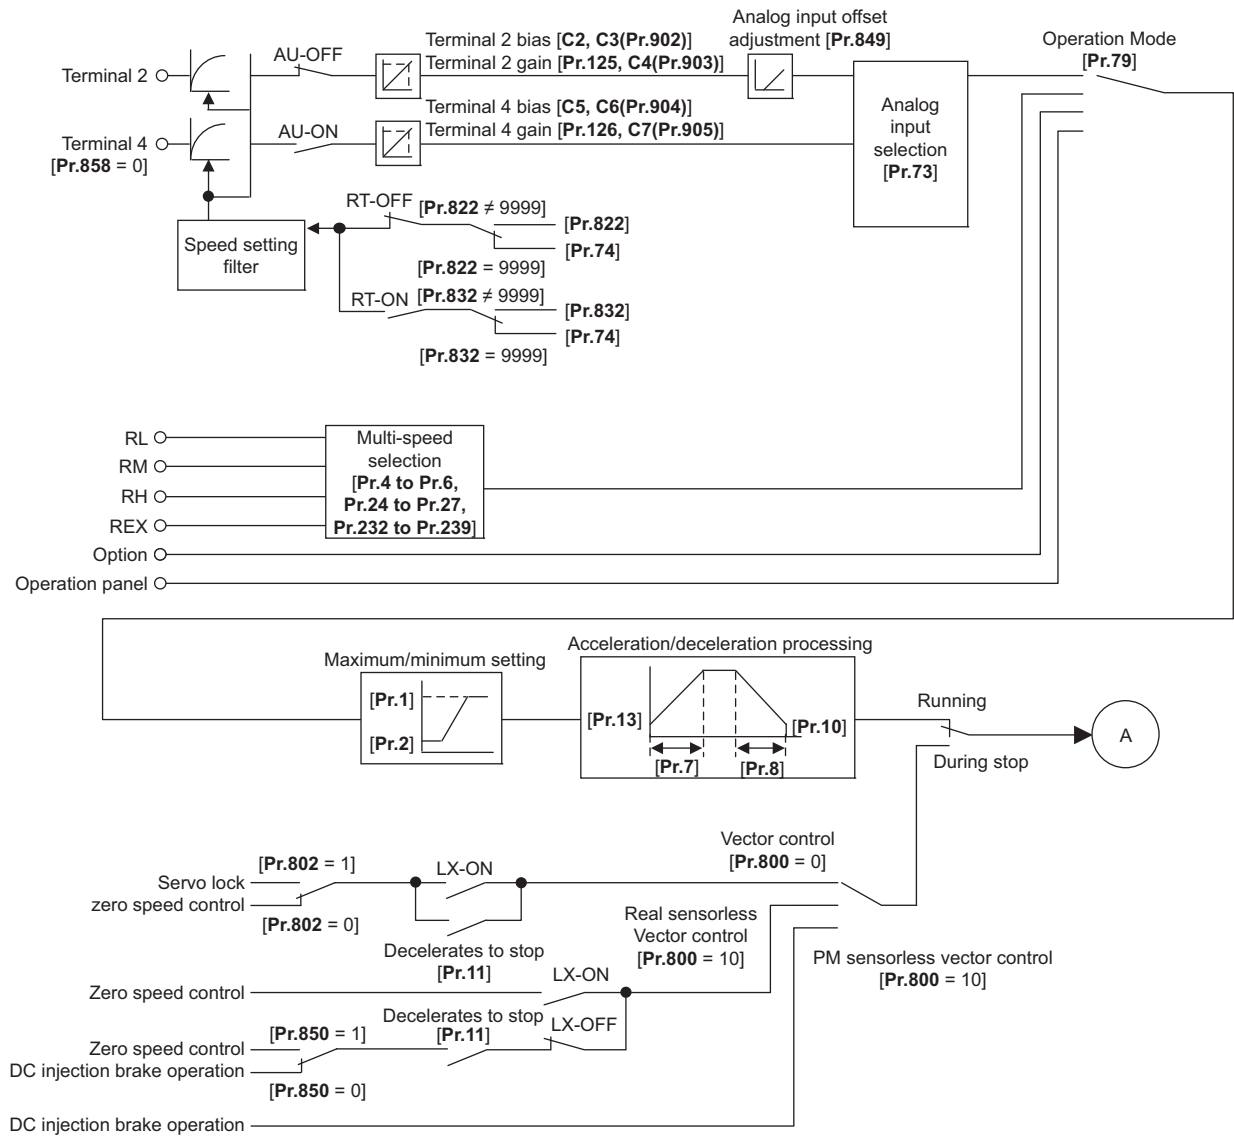 Analog input offset
adjustment [Pr.849]
Operation Mode
[Pr.79]
Terminal 2
AU-OFF
Terminal 2 bias [C2, C3(Pr.902)]
Terminal 2 gain [Pr.125, C4(Pr.903)]
Terminal 4
[Pr.858 = 0]
AU-ON
Terminal 4 bias [C5, C6(Pr.904)]
Terminal 4 gain [Pr.126, C7(Pr.905)]
Analog
input
selection
[Pr.73]
Speed setting
filter
RT-OFF
[Pr.822 ≠ 9999]
[Pr.822]
[Pr.74]
[Pr.822 = 9999]
RT-ON
[Pr.832 ≠ 9999]
[Pr.832]
[Pr.74]
[Pr.832 = 9999]
RL
RM
RH
REX
Multi-speed
selection
[Pr.4 to Pr.6,
Pr.24 to Pr.27,
Pr.232 to Pr.239]
Option
Operation panel
Maximum/minimum setting
[Pr.1]
[Pr.2]
Acceleration/deceleration processing
[Pr.13]
[Pr.10]
[Pr.7]
[Pr.8]
Running
During stop
A
Servo lock
zero speed control
[Pr.802 = 1]
[Pr.802 = 0]
LX-ON
Decelerates to stop
[Pr.11]
Vector control
[Pr.800 = 0]
Real sensorless
Vector control
[Pr.800 = 10]
PM sensorless vector control
[Pr.800 = 10]
Zero speed control
LX-ON
Zero speed control
DC injection brake operation
[Pr.850 = 1]
[Pr.850 = 0]
Decelerates to stop
[Pr.11]
LX-OFF
DC injection brake operation